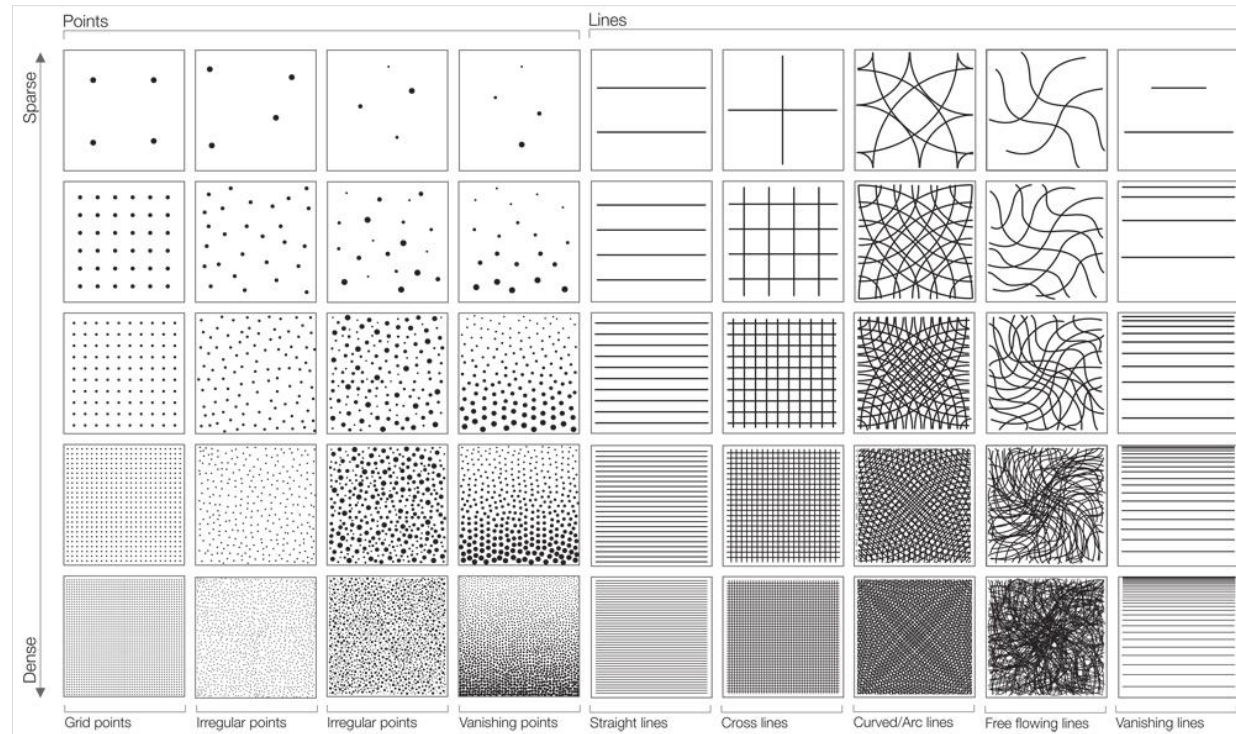 Points
Lines
Sparse
Dense
Grid points
Irregular points
Irregular points
Vanishing points
Straight lines
Cross lines
Curved/Arc lines
Free flowing lines
Vanishing lines